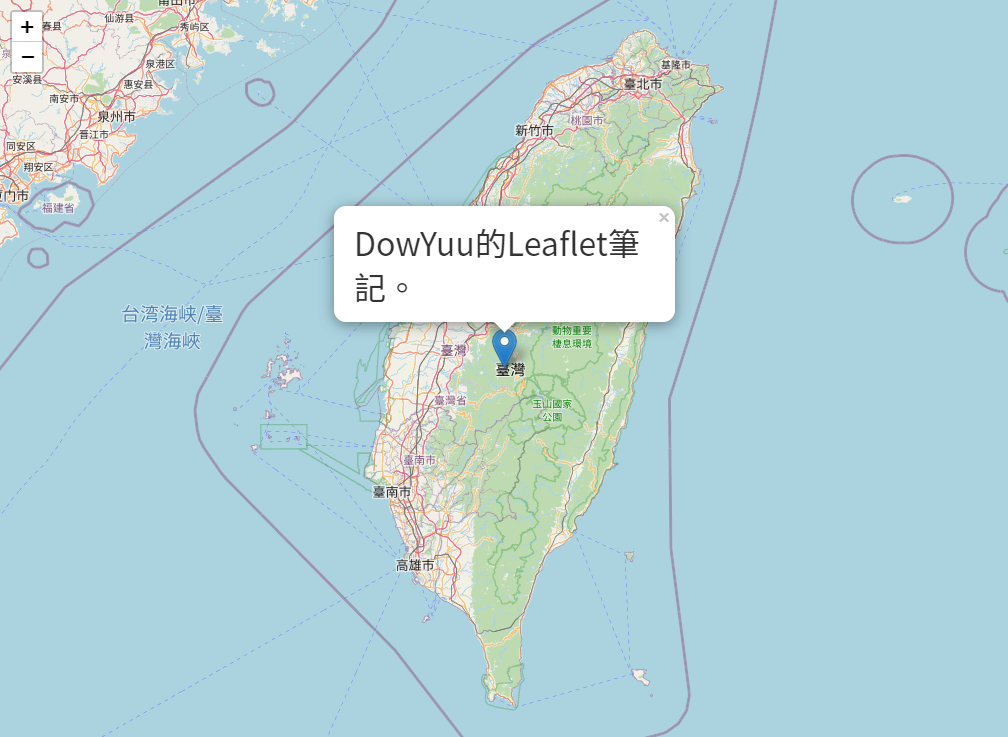 莆田市
仙游县
秀屿区
+
春县
−
泉港区
安溪县
惠安县
南安市
泉州市
晋江市
同安区
翔安区
厦门市
福建省
基隆市
臺北市
桃園市
新竹市
×
DowYuu的Leaflet筆
記。
台湾海峡/臺
灣海峽
動物重要
棲息環境
臺灣
臺灣
臺灣省
玉山國家
公園
臺南市
臺南市
高雄市